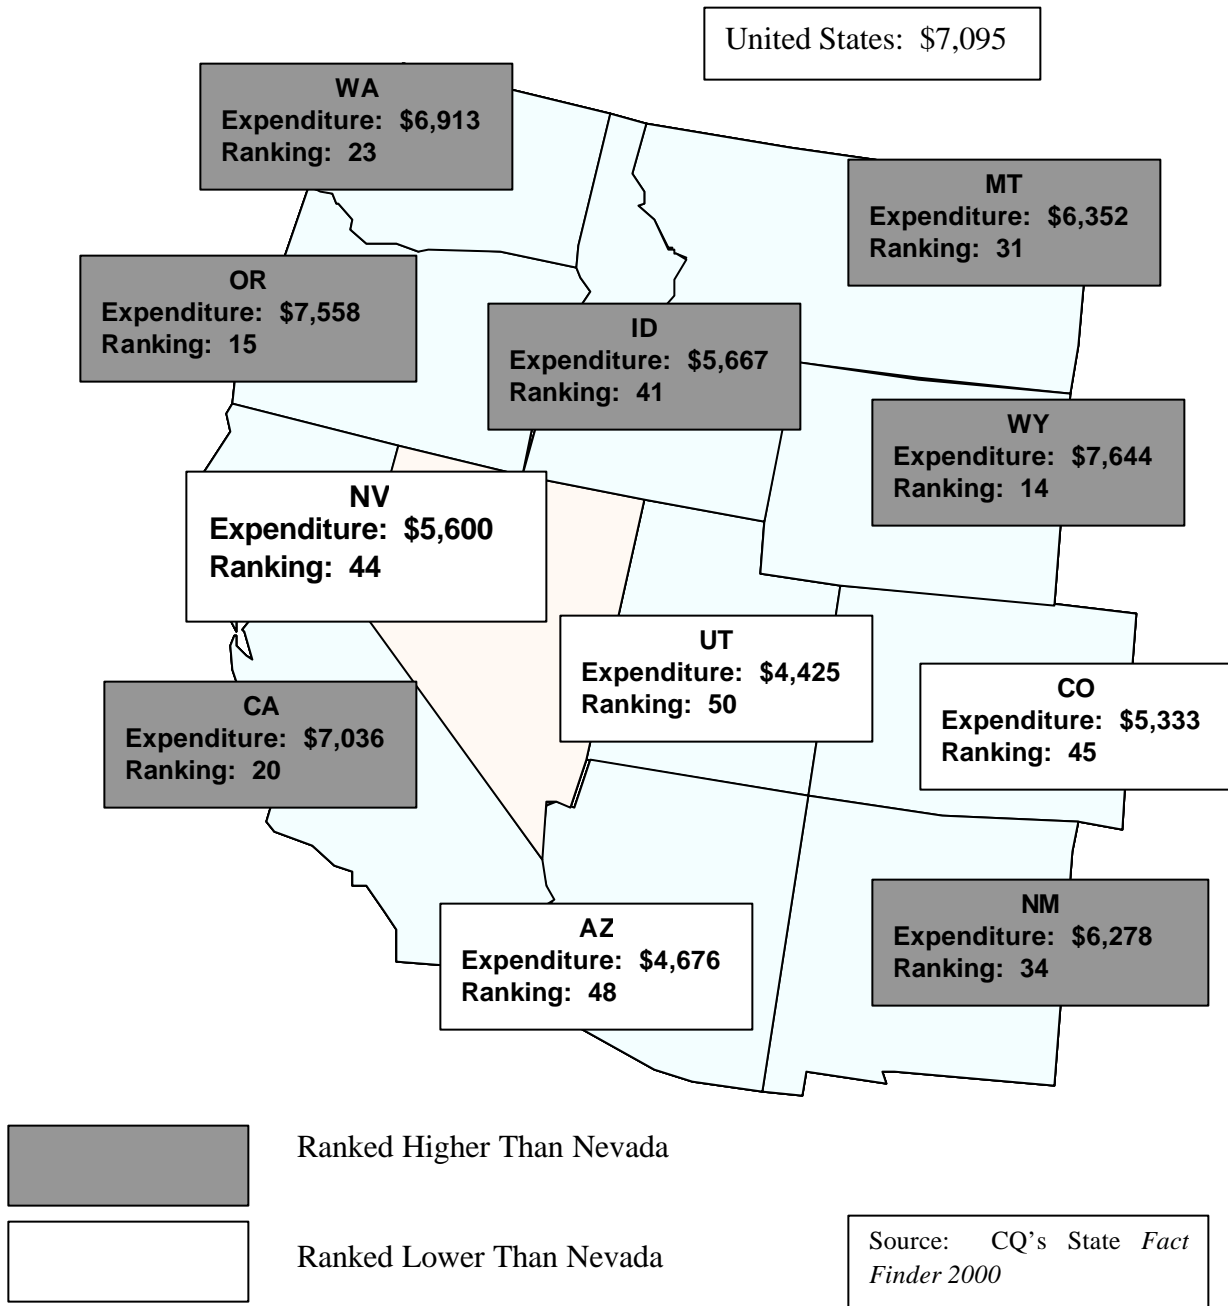 United States: $7,095
WA
Expenditure: $6,913
Ranking: 23
MT
Expenditure: $6,352
Ranking: 31
OR
Expenditure: $7,558
Ranking: 15
ID
Expenditure: $5,667
Ranking: 41
WY
Expenditure: $7,644
Ranking: 14
NV
Expenditure: $5,600
Ranking: 44
UT
Expenditure: $4,425
Ranking: 50
CO
Expenditure: $5,333
Ranking: 45
CA
Expenditure: $7,036
Ranking: 20
NM
Expenditure: $6,278
Ranking: 34
AZ
Expenditure: $4,676
Ranking: 48
Ranked Higher Than Nevada
Ranked Lower Than Nevada
Source: CQ’s State Fact
Finder 2000